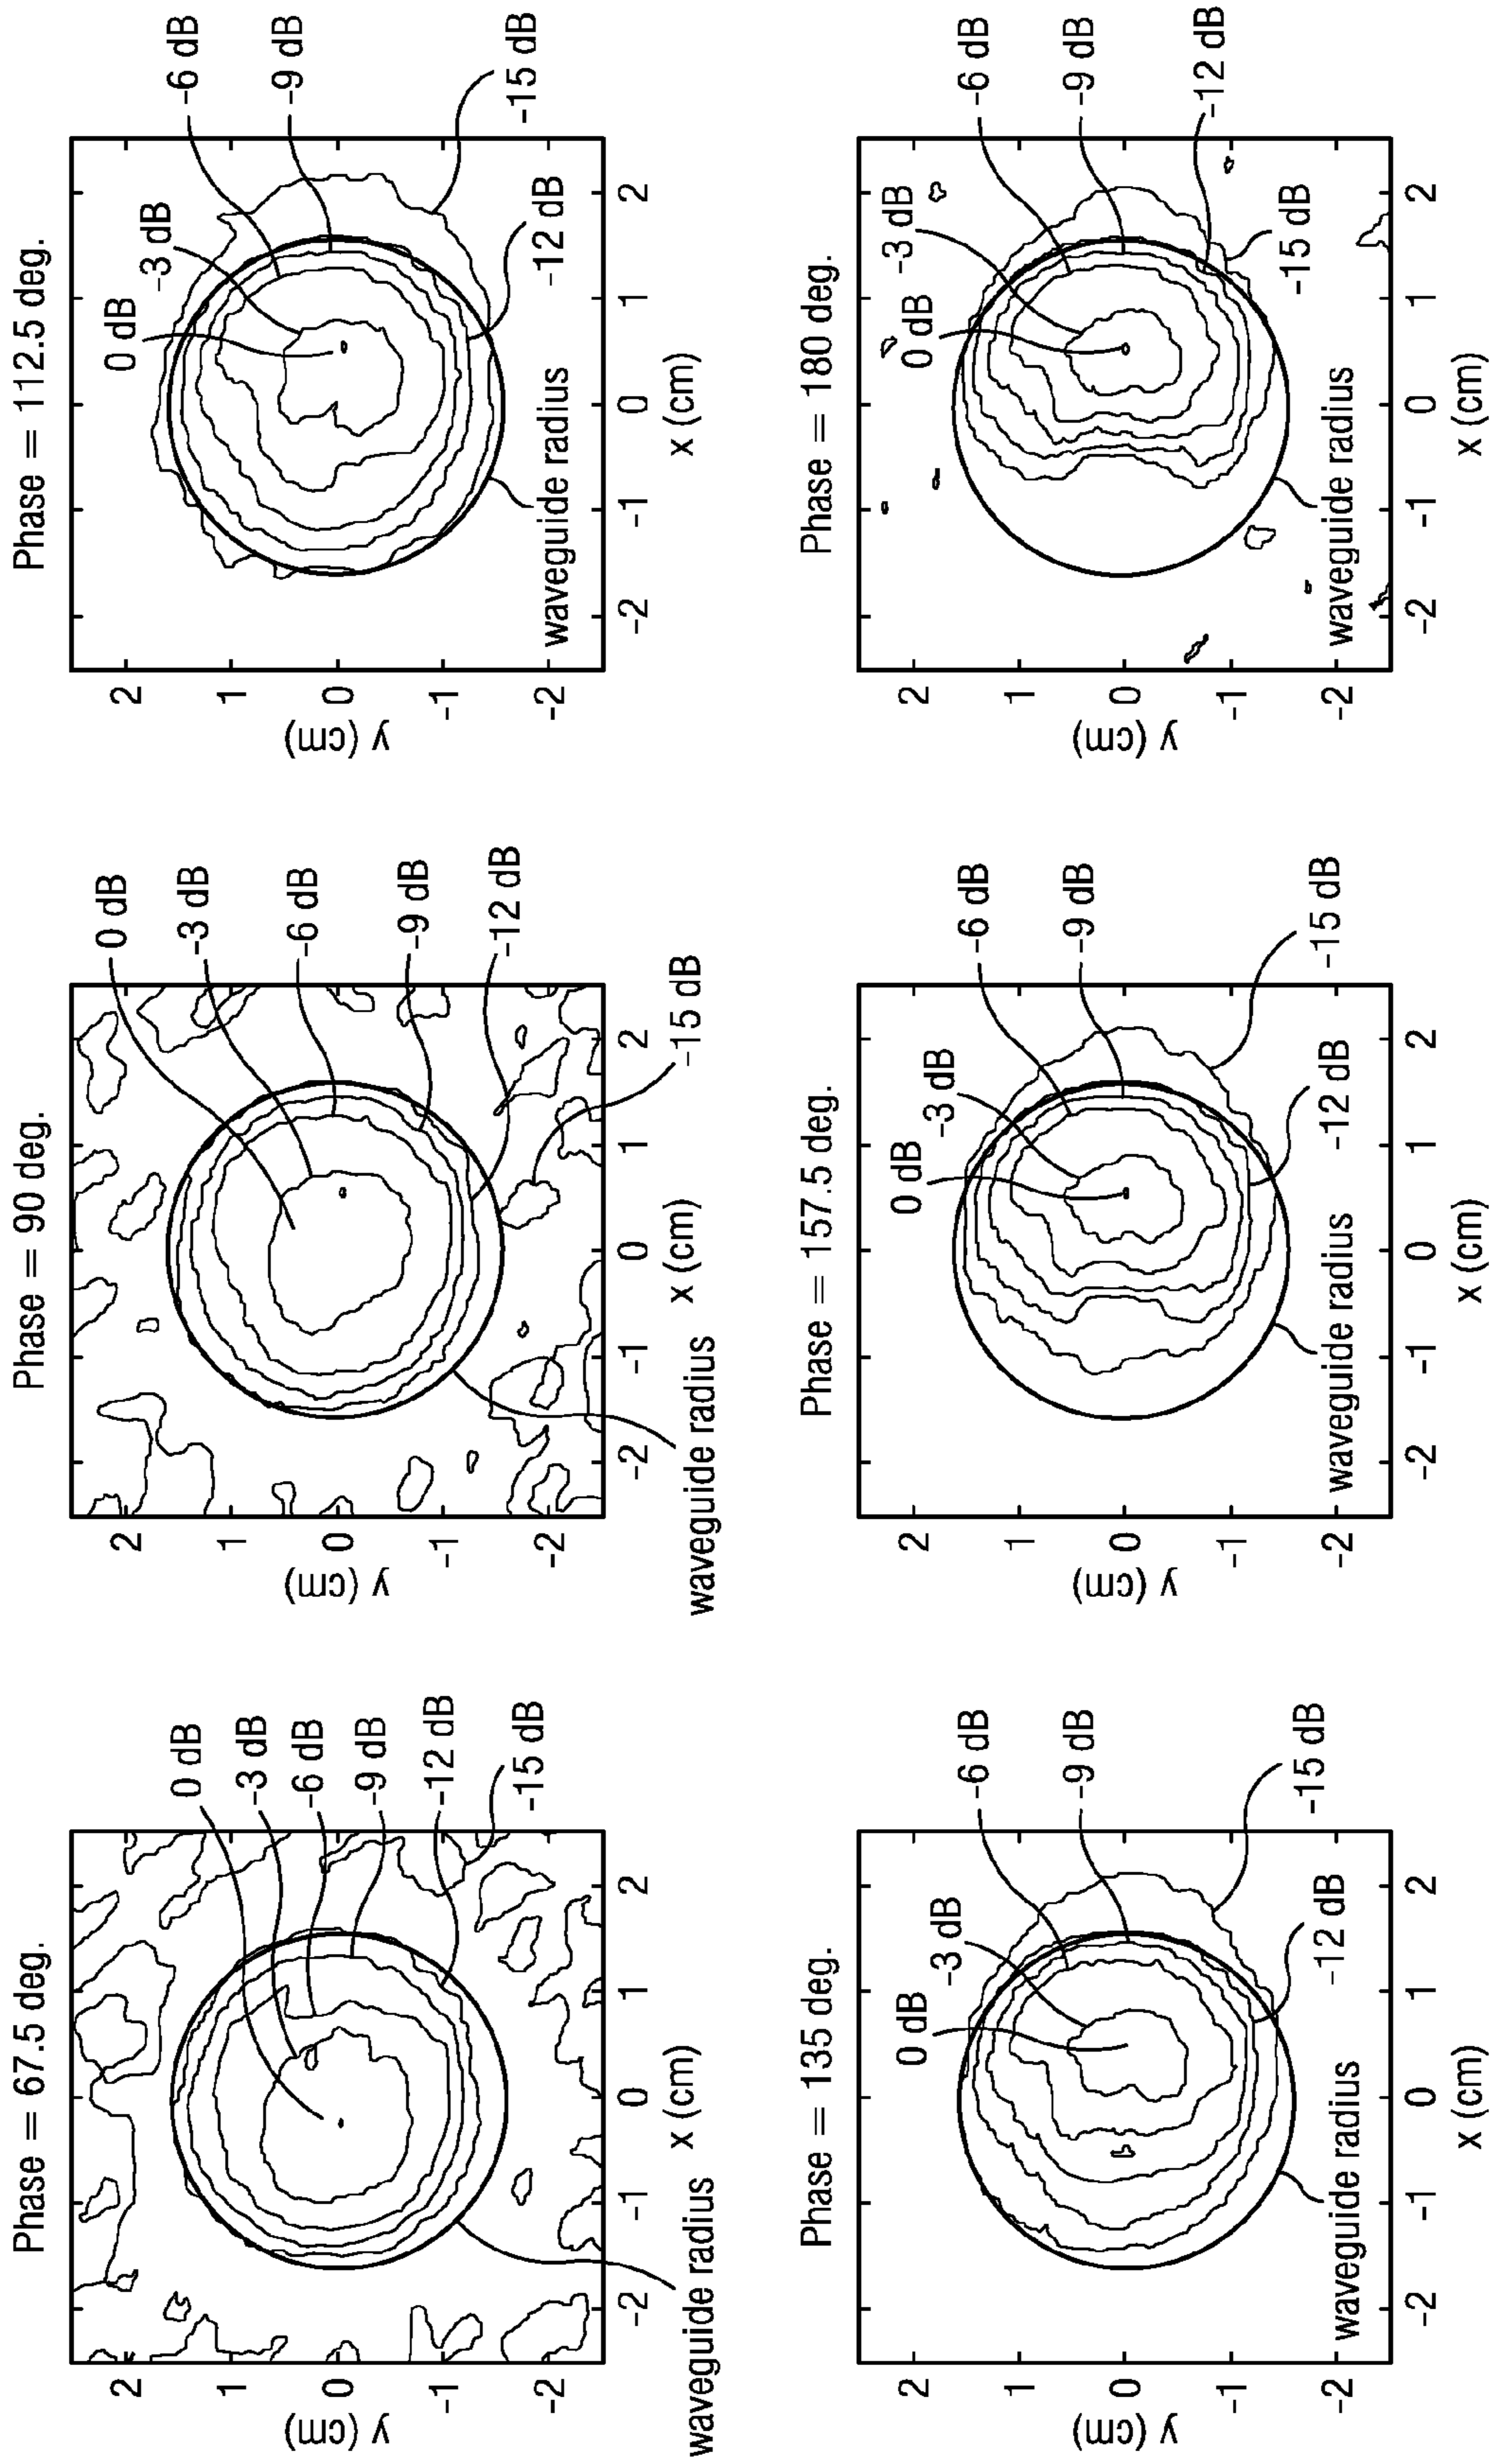 Phase = 67.5 deg.
0 dB
-3 dB
-6 dB
-9 dB
-12 dB
-15 dB
2
1
0
-1
-2
y (cm)
-2
-1
0
1
2
x (cm)
waveguide radius
Phase = 90 deg.
0 dB
-3 dB
-6 dB
-9 dB
-12 dB
-15 dB
2
1
0
-1
-2
y (cm)
-2
-1
0
1
2
x (cm)
waveguide radius
Phase = 112.5 deg.
0 dB
-3 dB
-6 dB
-9 dB
-12 dB
-15 dB
waveguide radius
2
1
0
-1
-2
y (cm)
-2
-1
0
1
2
x (cm)
Phase = 135 deg.
0 dB
-3 dB
-6 dB
-9 dB
-12 dB
-15 dB
waveguide radius
2
1
0
-1
-2
y (cm)
-2
-1
0
1
2
x (cm)
Phase = 157.5 deg.
0 dB
-3 dB
-6 dB
-9 dB
-12 dB
-15 dB
waveguide radius
2
1
0
-1
-2
y (cm)
-2
-1
0
1
2
x (cm)
Phase = 180 deg.
0 dB
-3 dB
-6 dB
-9 dB
-12 dB
-15 dB
waveguide radius
2
1
0
-1
-2
y (cm)
-2
-1
0
1
2
x (cm)